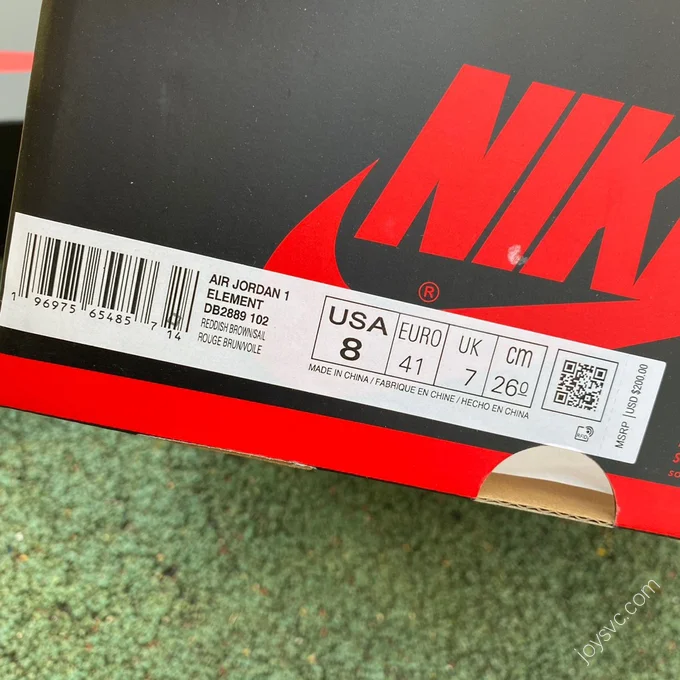 NIK
®
AIR JORDAN 1
ELEMENT
DB2889 102
REDDISH BROWN/SAIL
ROUGE BRUN/VOILE
1 96975 65485 7
14
USA
8
EURO
41
UK
7
cm
26º
MADE IN CHINA / FABRIQUE EN CHINE / HECHO EN CHINA
RFID
MSRP | USD $200.00
joysvc.com